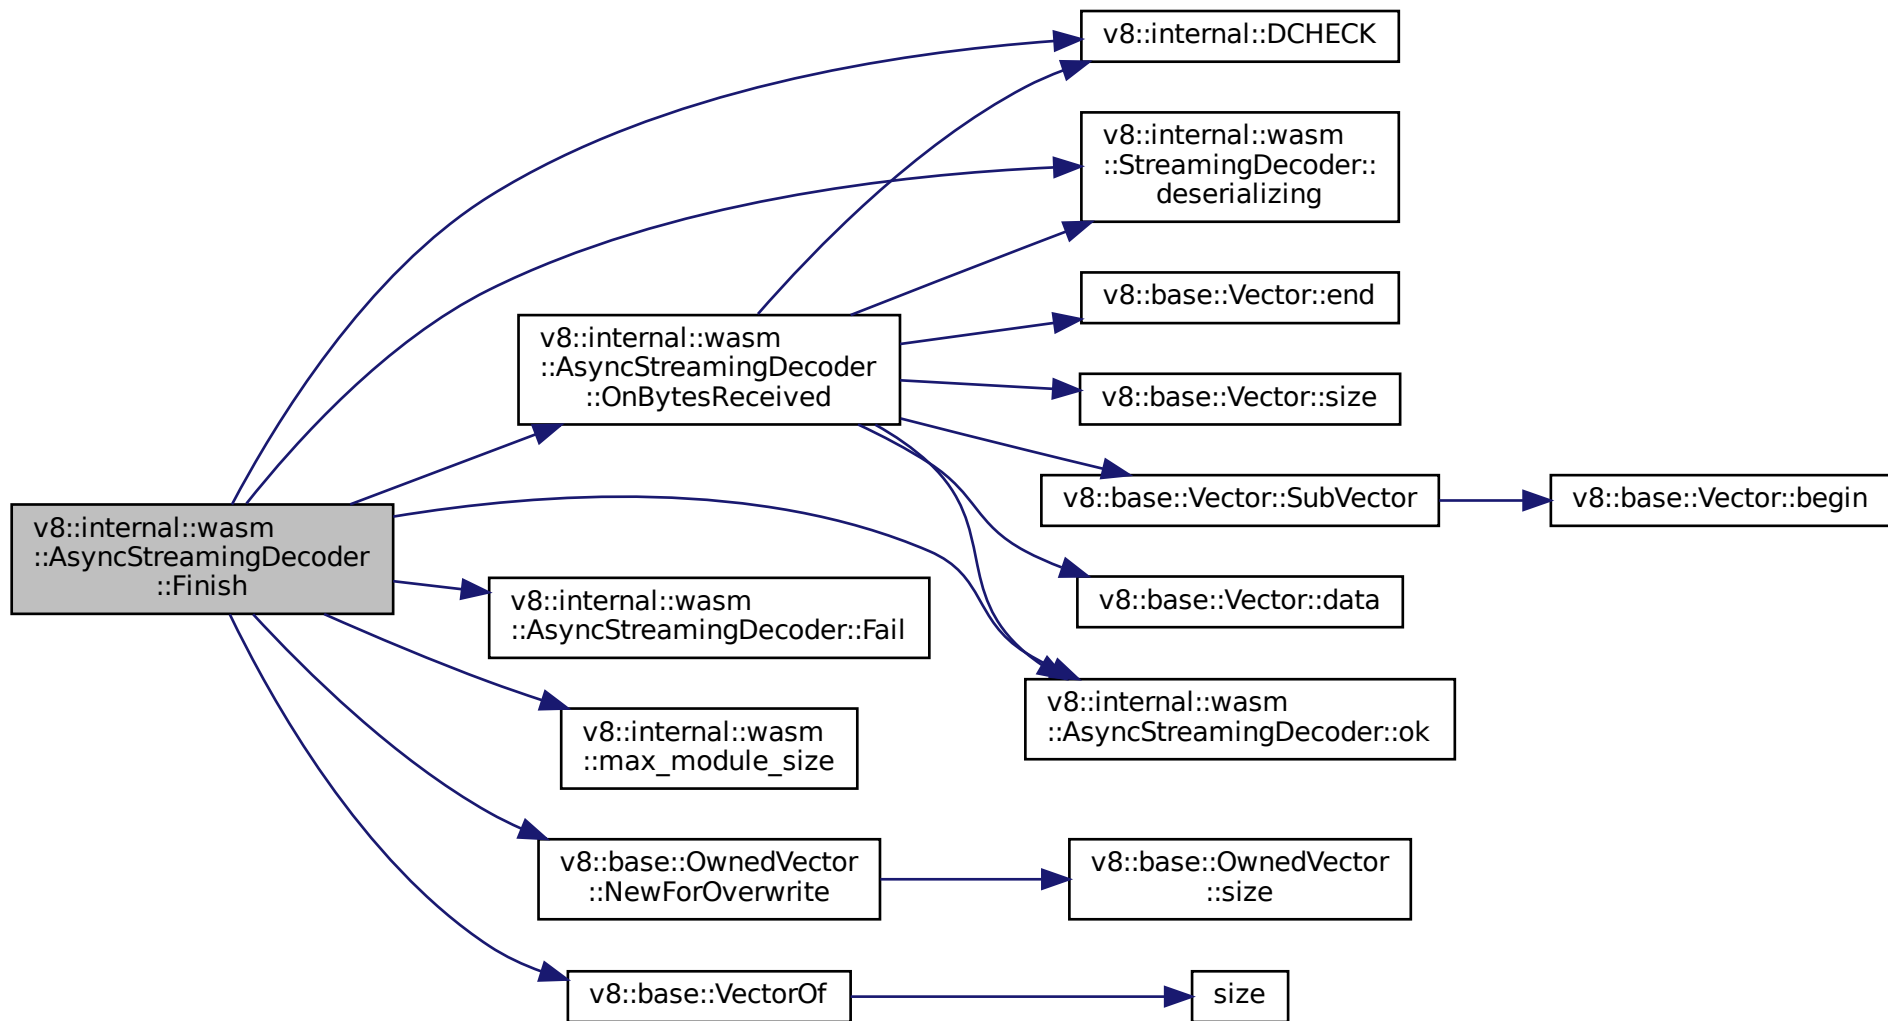 v8::internal::DCHECK
v8::internal::wasm
::StreamingDecoder::
deserializing
v8::base::Vector::end
v8::internal::wasm
::AsyncStreamingDecoder
::OnBytesReceived
v8::base::Vector::size
v8::base::Vector::SubVector
v8::base::Vector::begin
v8::internal::wasm
::AsyncStreamingDecoder
::Finish
v8::internal::wasm
::AsyncStreamingDecoder::Fail
v8::base::Vector::data
v8::internal::wasm
::AsyncStreamingDecoder::ok
v8::internal::wasm
::max_module_size
v8::base::OwnedVector
::NewForOverwrite
v8::base::OwnedVector
::size
v8::base::VectorOf
size